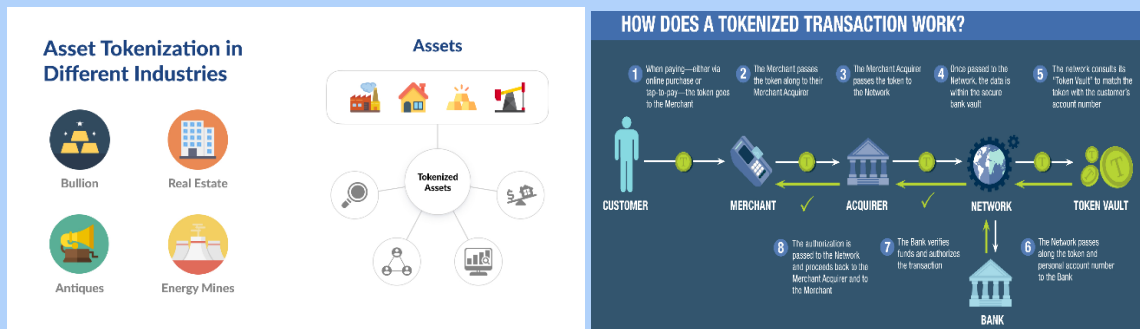 Asset Tokenization in
Different Industries
Bullion
Real Estate
Antiques
Energy Mines
Assets
Tokenized
Assets
$
HOW DOES A TOKENIZED TRANSACTION WORK?
1
When paying—either via
online purchase or
tap-to-pay—the token goes
to the Merchant
2
The Merchant passes
the token along to their
Merchant Acquiror
3
The Merchant Acquirer
passes the token to
the Network
4
Once passed to the
Network, the data is
within the secure
bank vault
5
The network consults its
"Token Vault" to match the
token with the customer's
account number
T
T
T
T
T
CUSTOMER
MERCHANT
ACQUIRER
NETWORK
TOKEN VAULT
8
The authorization is
passed to the Network
and proceeds back to the
Merchant Acquirer and to
the Merchant
7
The Bank verifies
funds and authorizes
the transaction
6
The Network passes
along the token and
personal account number
to the Bank
BANK